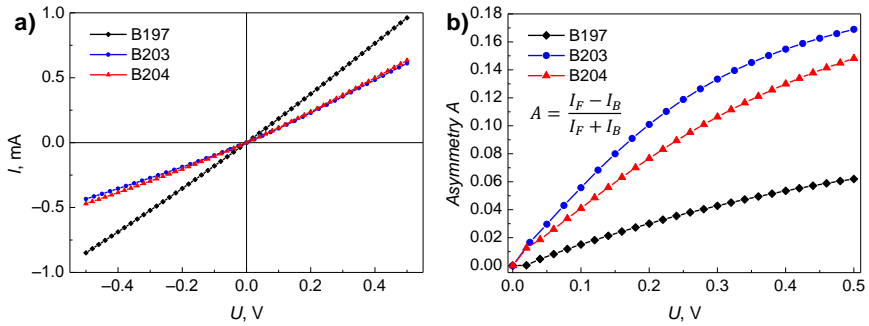 a)
B197
B203
B204
I, mA
1.0
0.5
0.0
−0.5
−1.0
−0.4 −0.2 0.0 0.2 0.4
U, V
b)
B197
B203
B204
A = (I_F − I_B) / (I_F + I_B)
Asymmetry A
0.18
0.16
0.14
0.12
0.10
0.08
0.06
0.04
0.02
0.00
0.0 0.1 0.2 0.3 0.4 0.5
U, V